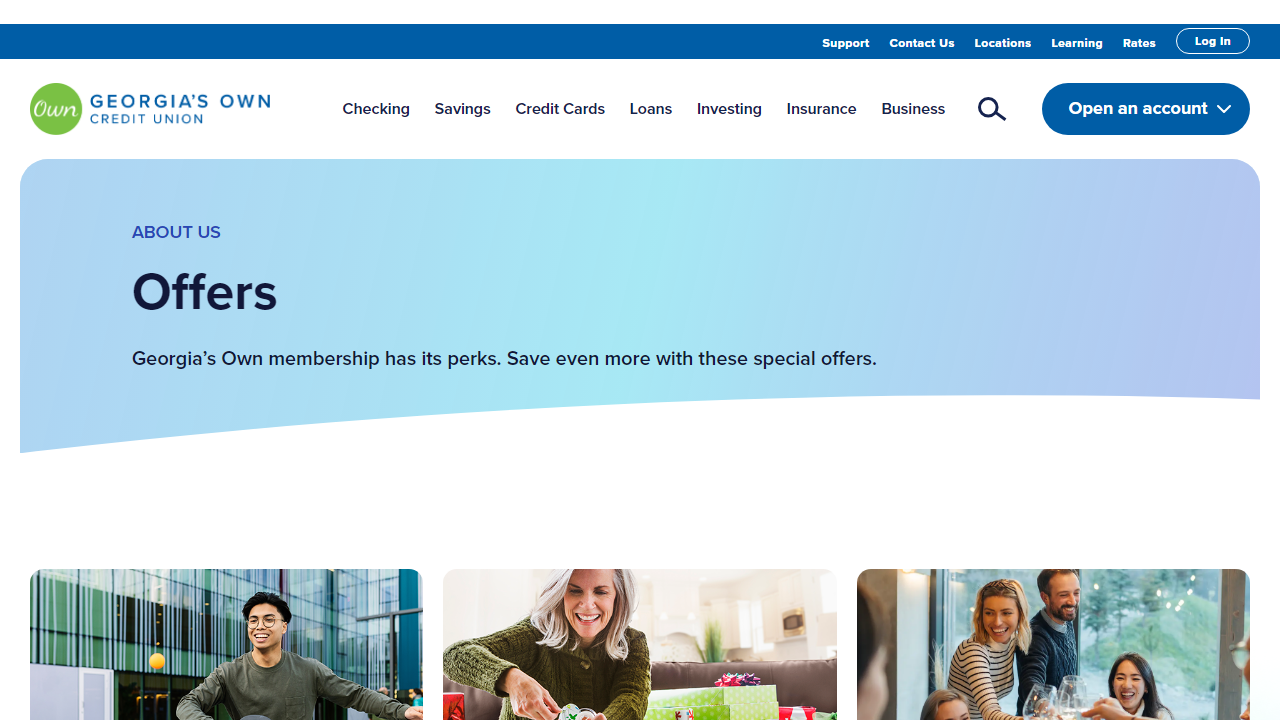 Support Contact Us Locations Learning Rates Log In
Own GEORGIA'S OWN
CREDIT UNION
Checking Savings Credit Cards Loans Investing Insurance Business Open an account
ABOUT US
Offers
Georgia’s Own membership has its perks. Save even more with these special offers.